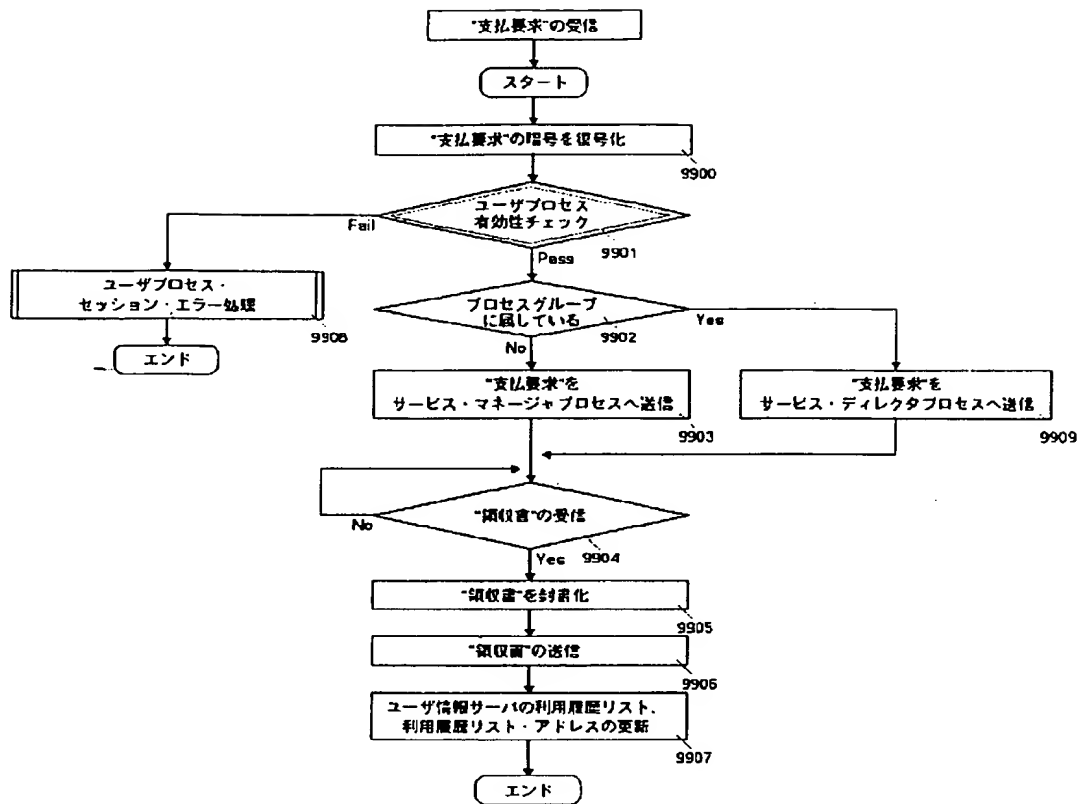 "支払要求"の受信
スタート
"支払要求"の暗号を復号化
9900
ユーザプロセス
有効性チェック
9901
Fail
Pass
ユーザプロセス・
セッション・エラー処理
9908
エンド
プロセスグループ
に属している
9902
Yes
No
"支払要求"を
サービス・マネージャプロセスへ送信
9903
"支払要求"を
サービス・ディレクタプロセスへ送信
9909
"領収書"の受信
No
9904
Yes
"領収書"を封書化
9905
"領収書"の送信
9906
ユーザ情報サーバの利用履歴リスト、
利用履歴リスト・アドレスの更新
9907
エンド